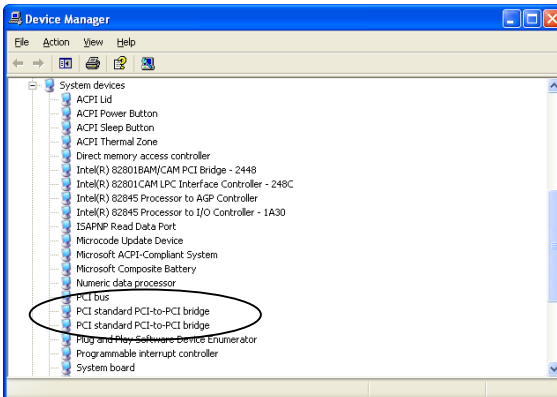 Device Manager
File Action View Help
System devices
ACPI Lid
ACPI Power Button
ACPI Sleep Button
ACPI Thermal Zone
Direct memory access controller
Intel(R) 82801BAM/CAM PCI Bridge - 2448
Intel(R) 82801CAM LPC Interface Controller - 248C
Intel(R) 82845 Processor to AGP Controller
Intel(R) 82845 Processor to I/O Controller - 1A30
ISAPNP Read Data Port
Microcode Update Device
Microsoft ACPI-Compliant System
Microsoft Composite Battery
Numeric data processor
PCI bus
PCI standard PCI-to-PCI bridge
PCI standard PCI-to-PCI bridge
Plug and Play Software Device Enumerator
Programmable interrupt controller
System board